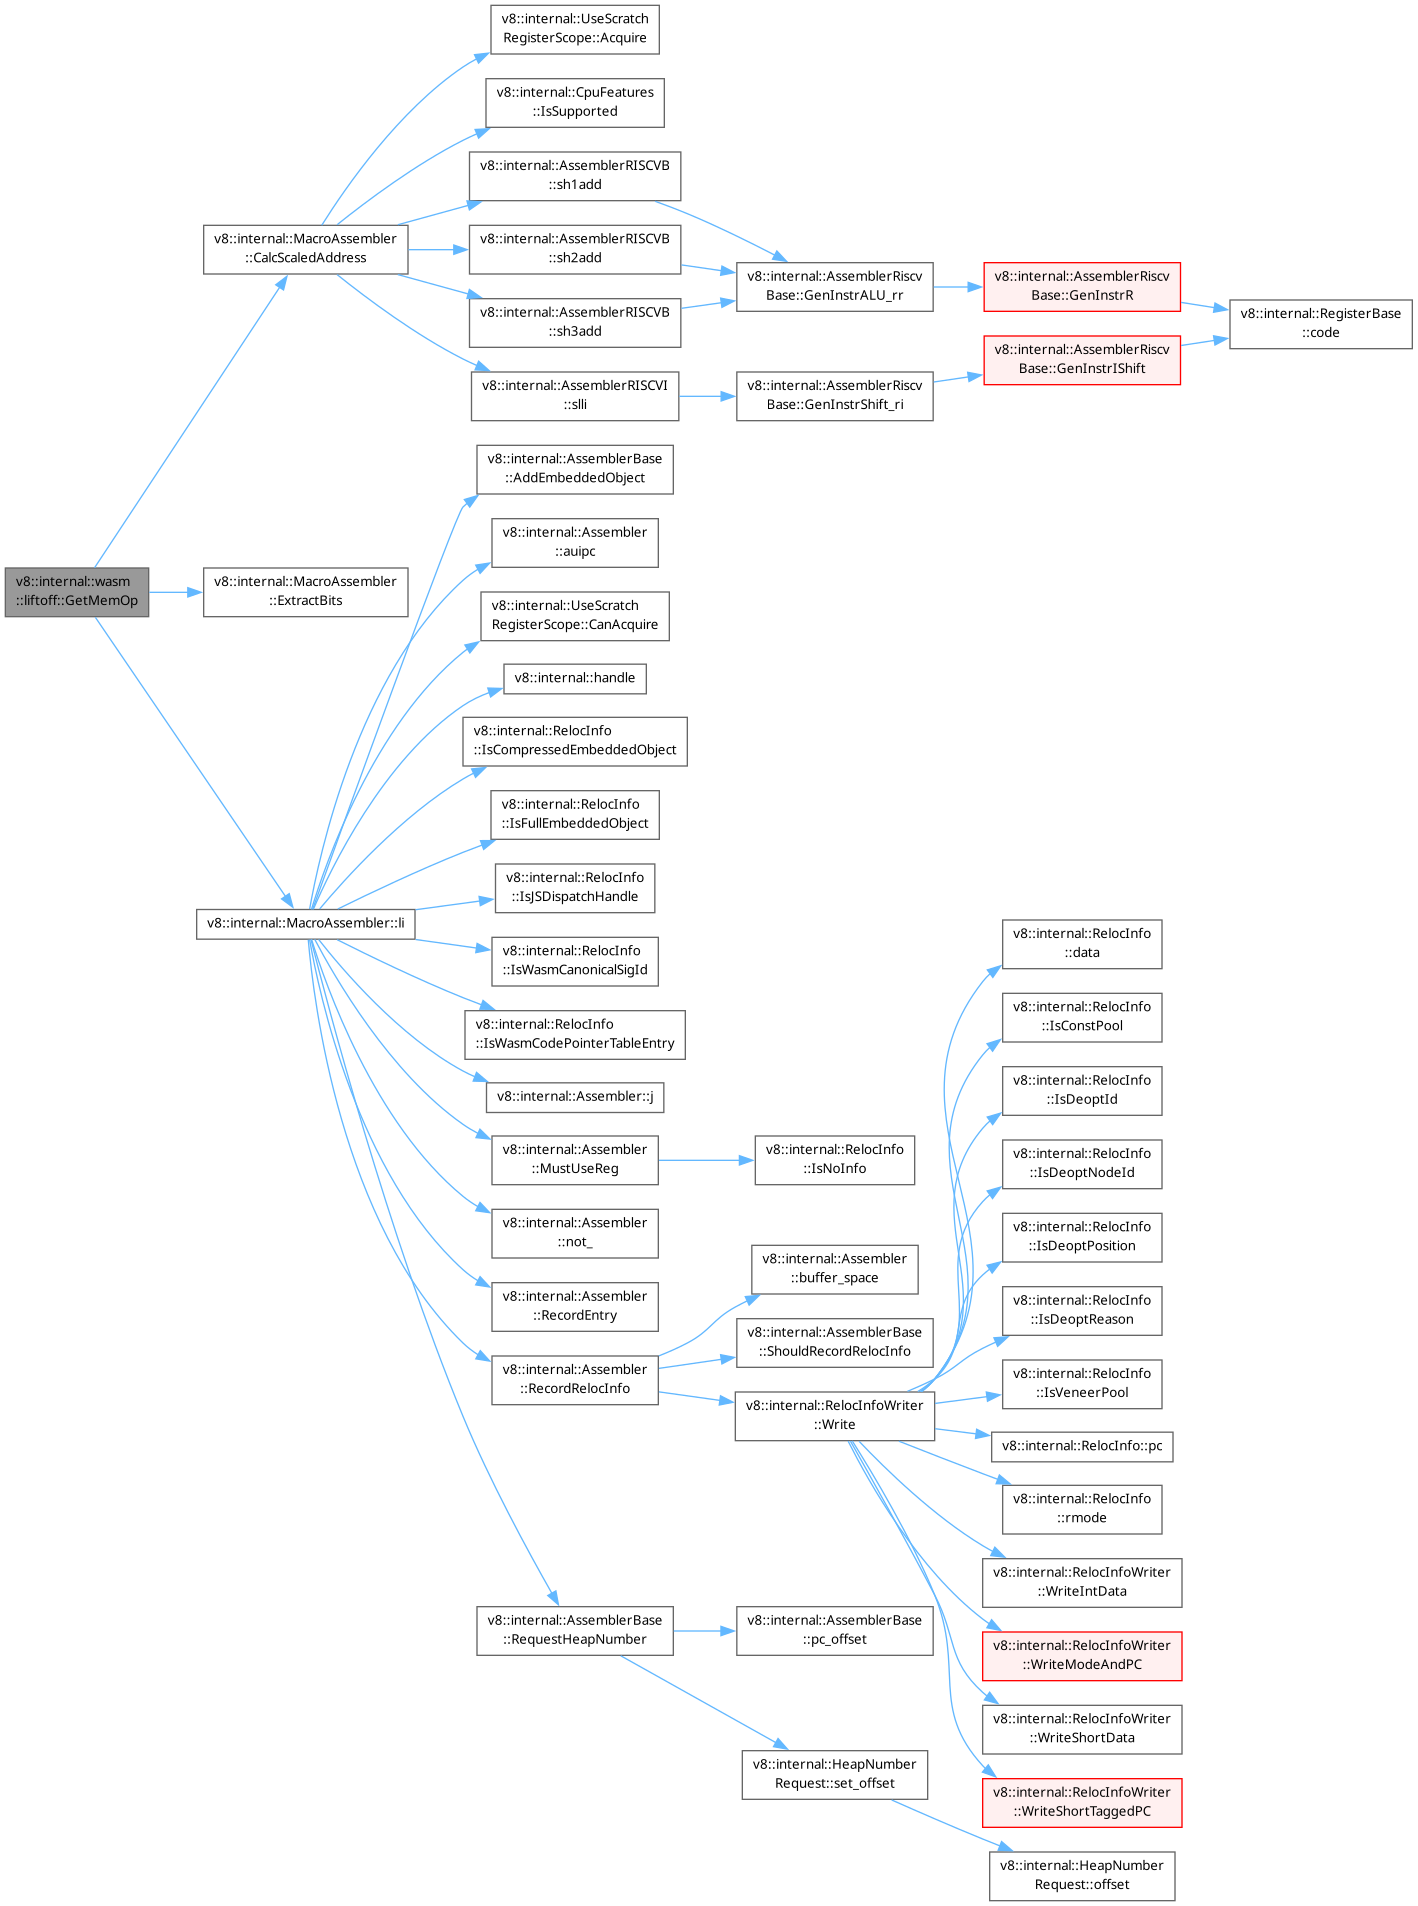 v8::internal::wasm
::liftoff::GetMemOp
v8::internal::MacroAssembler
::CalcScaledAddress
v8::internal::UseScratch
RegisterScope::Acquire
v8::internal::CpuFeatures
::IsSupported
v8::internal::AssemblerRISCVB
::sh1add
v8::internal::AssemblerRISCVB
::sh2add
v8::internal::AssemblerRISCVB
::sh3add
v8::internal::AssemblerRISCVI
::slli
v8::internal::AssemblerRiscv
Base::GenInstrALU_rr
v8::internal::AssemblerRiscv
Base::GenInstrR
v8::internal::RegisterBase
::code
v8::internal::AssemblerRiscv
Base::GenInstrShift_ri
v8::internal::AssemblerRiscv
Base::GenInstrIShift
v8::internal::MacroAssembler
::ExtractBits
v8::internal::MacroAssembler::li
v8::internal::AssemblerBase
::AddEmbeddedObject
v8::internal::Assembler
::auipc
v8::internal::UseScratch
RegisterScope::CanAcquire
v8::internal::handle
v8::internal::RelocInfo
::IsCompressedEmbeddedObject
v8::internal::RelocInfo
::IsFullEmbeddedObject
v8::internal::RelocInfo
::IsJSDispatchHandle
v8::internal::RelocInfo
::IsWasmCanonicalSigId
v8::internal::RelocInfo
::IsWasmCodePointerTableEntry
v8::internal::Assembler::j
v8::internal::Assembler
::MustUseReg
v8::internal::RelocInfo
::IsNoInfo
v8::internal::Assembler
::not_
v8::internal::Assembler
::RecordEntry
v8::internal::Assembler
::RecordRelocInfo
v8::internal::Assembler
::buffer_space
v8::internal::AssemblerBase
::ShouldRecordRelocInfo
v8::internal::RelocInfoWriter
::Write
v8::internal::RelocInfo
::data
v8::internal::RelocInfo
::IsConstPool
v8::internal::RelocInfo
::IsDeoptId
v8::internal::RelocInfo
::IsDeoptNodeId
v8::internal::RelocInfo
::IsDeoptPosition
v8::internal::RelocInfo
::IsDeoptReason
v8::internal::RelocInfo
::IsVeneerPool
v8::internal::RelocInfo::pc
v8::internal::RelocInfo
::rmode
v8::internal::RelocInfoWriter
::WriteIntData
v8::internal::RelocInfoWriter
::WriteModeAndPC
v8::internal::RelocInfoWriter
::WriteShortData
v8::internal::RelocInfoWriter
::WriteShortTaggedPC
v8::internal::AssemblerBase
::RequestHeapNumber
v8::internal::AssemblerBase
::pc_offset
v8::internal::HeapNumber
Request::set_offset
v8::internal::HeapNumber
Request::offset